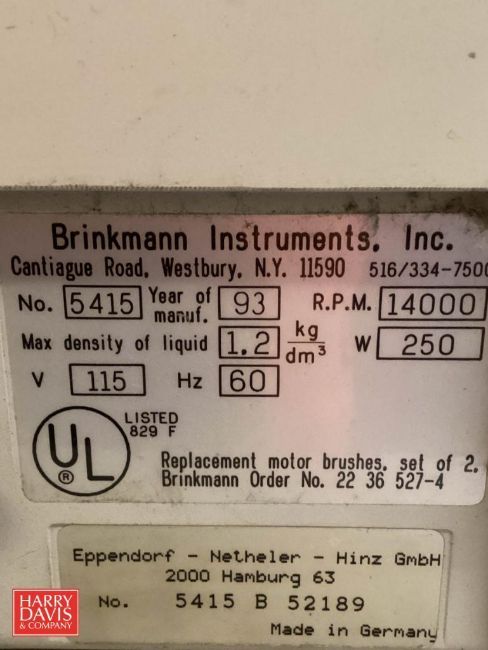 Brinkmann Instruments, Inc.
Cantiague Road, Westbury, N.Y. 11590 516/334-7500
No. 5415 Year of manuf. 93 R.P.M. 14000
Max density of liquid 1.2 kg/dm³ W 250
V 115 Hz 60
UL ® LISTED
829 F
Replacement motor brushes, set of 2,
Brinkmann Order No. 22 36 527-4
Eppendorf - Netheler - Hinz GmbH
2000 Hamburg 63
No. 5415 B 52189
Made in Germany
HARRY
DAVIS
& COMPANY